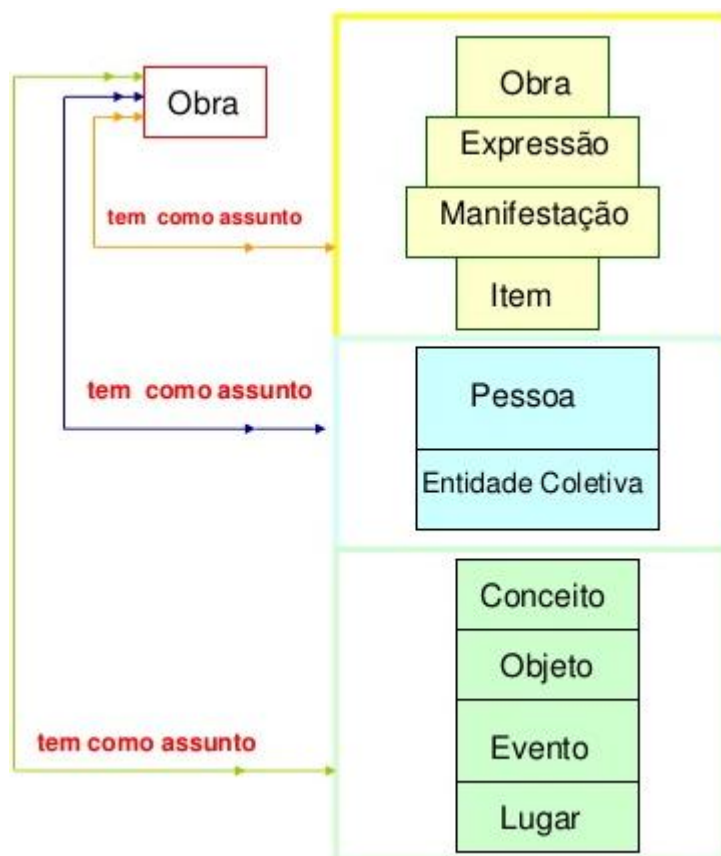 Obra
tem como assunto
Obra
Expressão
Manifestação
Item
tem como assunto
Pessoa
Entidade Coletiva
tem como assunto
Conceito
Objeto
Evento
Lugar